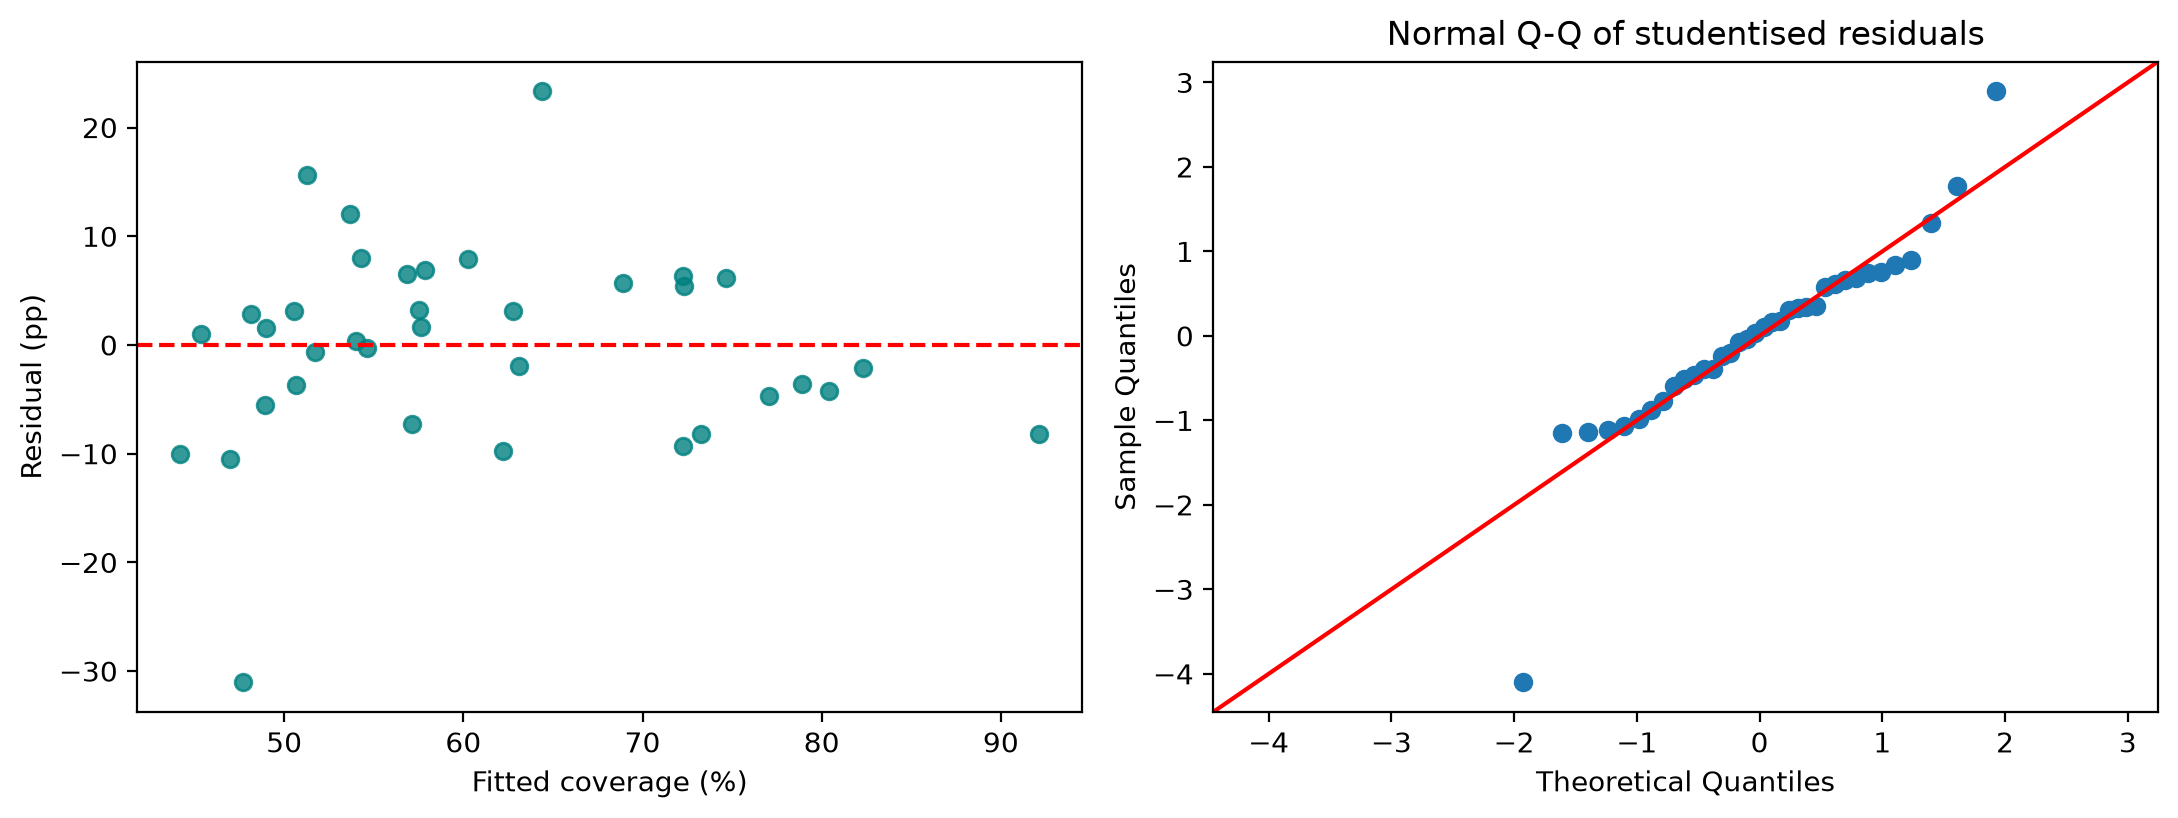 Normal Q-Q of studentised residuals
20
10
0
−10
−20
−30
Residual (pp)
50 60 70 80 90
Fitted coverage (%)
3
2
1
0
−1
−2
−3
−4
Sample Quantiles
−4 −3 −2 −1 0 1 2 3
Theoretical Quantiles